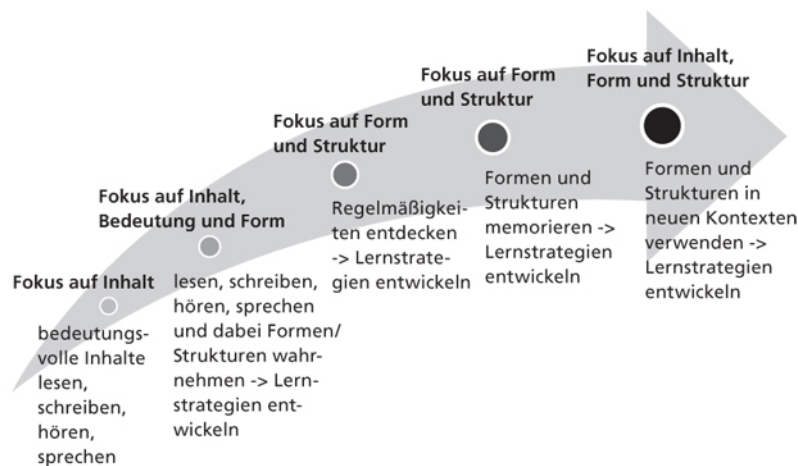 Fokus auf Inhalt
bedeutungs-
volle Inhalte
lesen,
schreiben,
hören,
sprechen
Fokus auf Inhalt,
Bedeutung und Form
lesen, schreiben,
hören, sprechen
und dabei Formen/
Strukturen wahr-
nehmen -> Lern-
strategien ent-
wickeln
Fokus auf Form
und Struktur
Regelmäßigkei-
ten entdecken
-> Lernstrate-
gien entwickeln
Fokus auf Form
und Struktur
Formen und
Strukturen
memorieren ->
Lernstrategien
entwickeln
Fokus auf Inhalt,
Form und Struktur
Formen und
Strukturen in
neuen Kontexten
verwenden ->
Lernstrategien
entwickeln